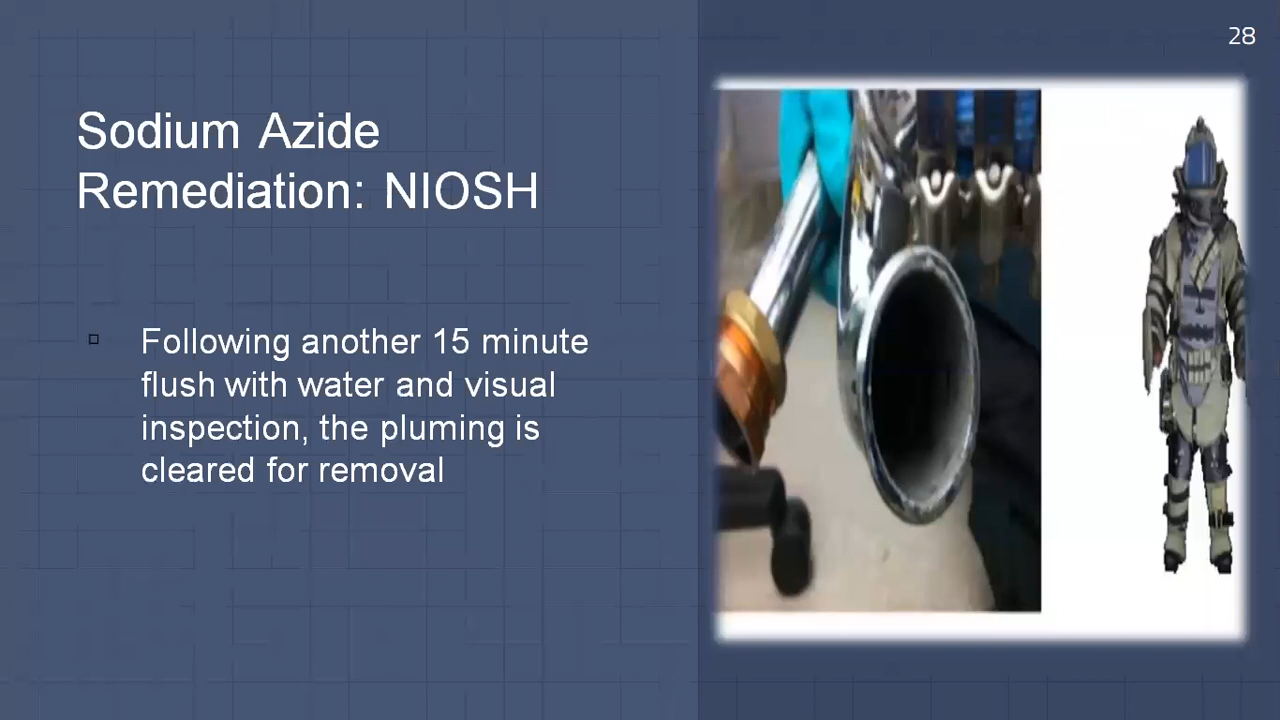 28
Sodium Azide
Remediation: NIOSH
Following another 15 minute
flush with water and visual
inspection, the pluming is
cleared for removal